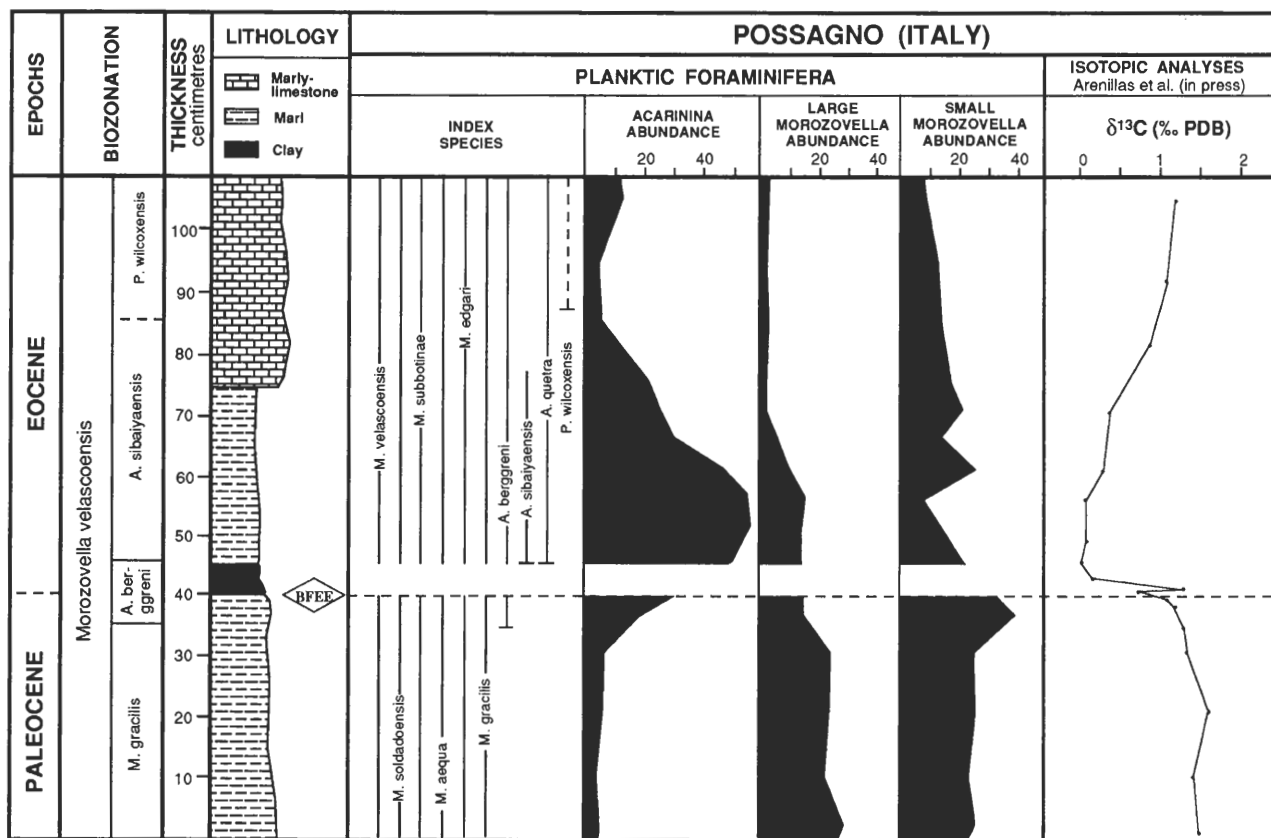 POSSAGNO (ITALY)
EPOCHS
BIOZONATION
THICKNESS
centimetres
LITHOLOGY
Marly-
limestone
Marl
Clay
PLANKTIC FORAMINIFERA
INDEX
SPECIES
ACARININA
ABUNDANCE
20 40
LARGE
MOROZOVELLA
ABUNDANCE
SMALL
MOROZOVELLA
ABUNDANCE
20 40
ISOTOPIC ANALYSES
Arenillas et al. (in press)
δ13C (‰ PDB)
0 1 2
EOCENE
PALEOCENE
Morozovella velascoensis
P. wilcoxensis
A. sibaiyaensis
A. ber-
ggreni
M. gracilis
100
90
80
70
60
50
40
30
20
10
BFEE
M. velascoensis
M. soldadoensis
M. subbotinae
M. aequa
M. edgari
M. gracilis
A. berggreni
A. sibaiyaensis
A. quetra
P. wilcoxensis